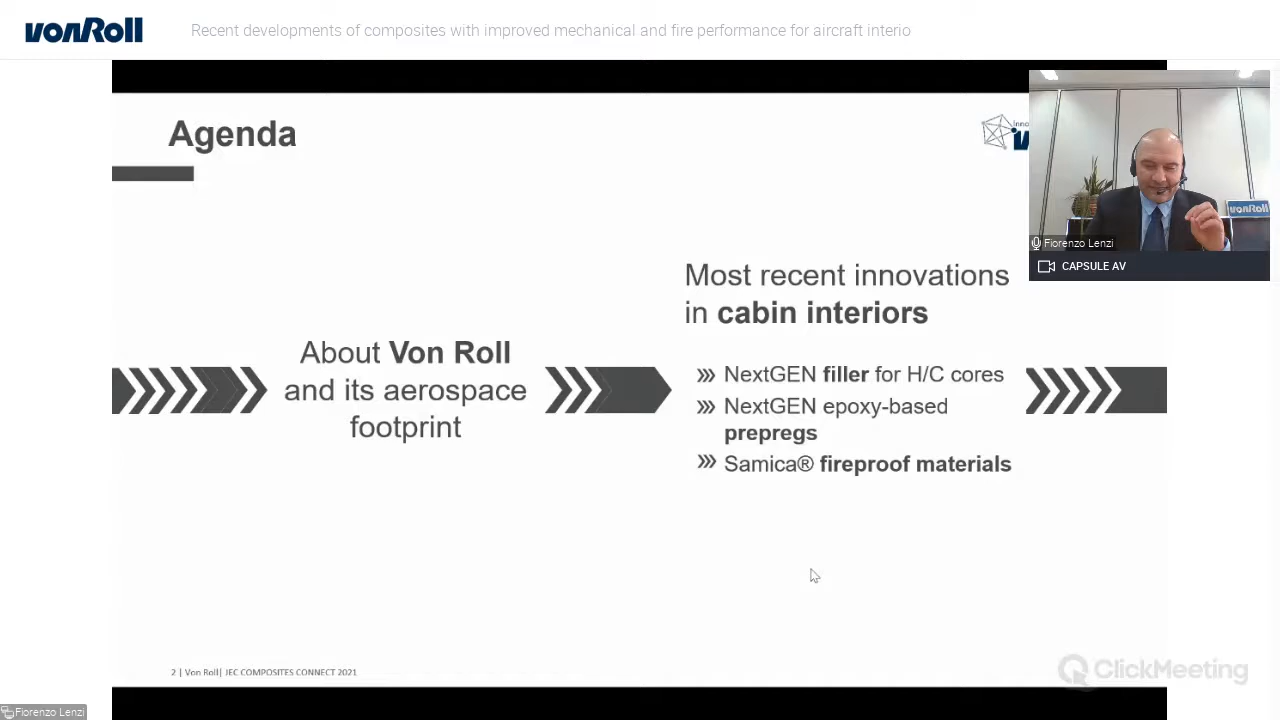 vonRoll
Recent developments of composites with improved mechanical and fire performance for aircraft interio
Agenda
Inno
vonRoll
Fiorenzo Lenzi
CAPSULE AV
Most recent innovations
in cabin interiors
About Von Roll
and its aerospace
footprint
NextGEN filler for H/C cores
NextGEN epoxy-based
prepregs
Samica® fireproof materials
2 | Von Roll| JEC COMPOSITES CONNECT 2021
ClickMeeting
Fiorenzo Lenzi